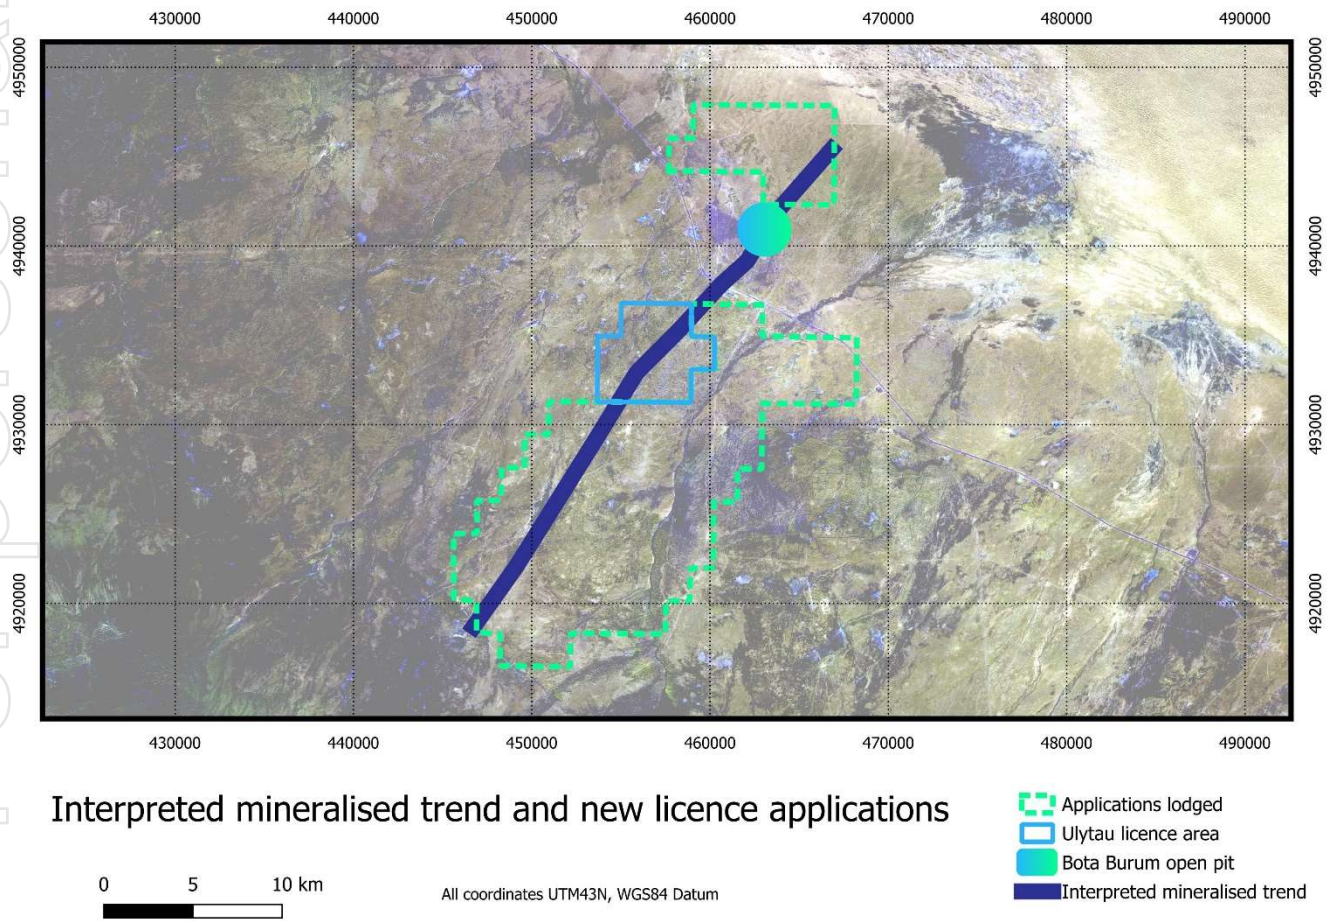 430000 440000 450000 460000 470000 480000 490000
4950000 4950000
4940000 4940000
4930000 4930000
4920000 4920000
430000 440000 450000 460000 470000 480000 490000
Interpreted mineralised trend and new licence applications
Applications lodged
Ulytau licence area
Bota Burum open pit
Interpreted mineralised trend
0 5 10 km
All coordinates UTM43N, WGS84 Datum